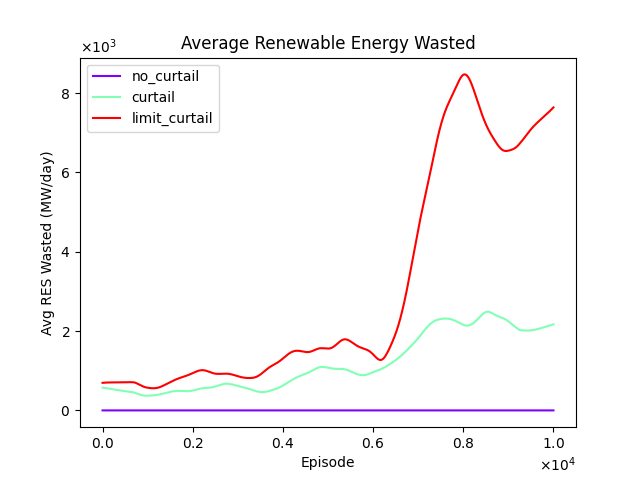 Average Renewable Energy Wasted
×10³
no_curtail
curtail
limit_curtail
8
6
4
2
0
Avg RES Wasted (MW/day)
0.0 0.2 0.4 0.6 0.8 1.0
Episode
×10⁴